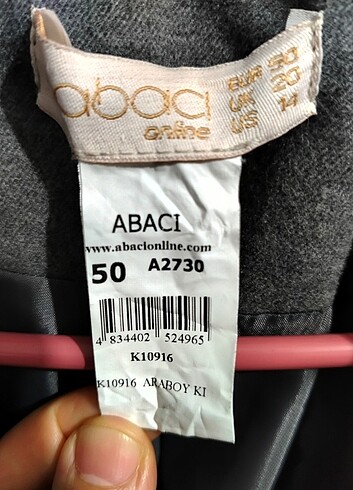 abaci
online
EUR 50
UK 20
US 14
ABACI
www.abacionline.com
50 A2730
4 834402 524965
K10916
K10916 ARABOY KI